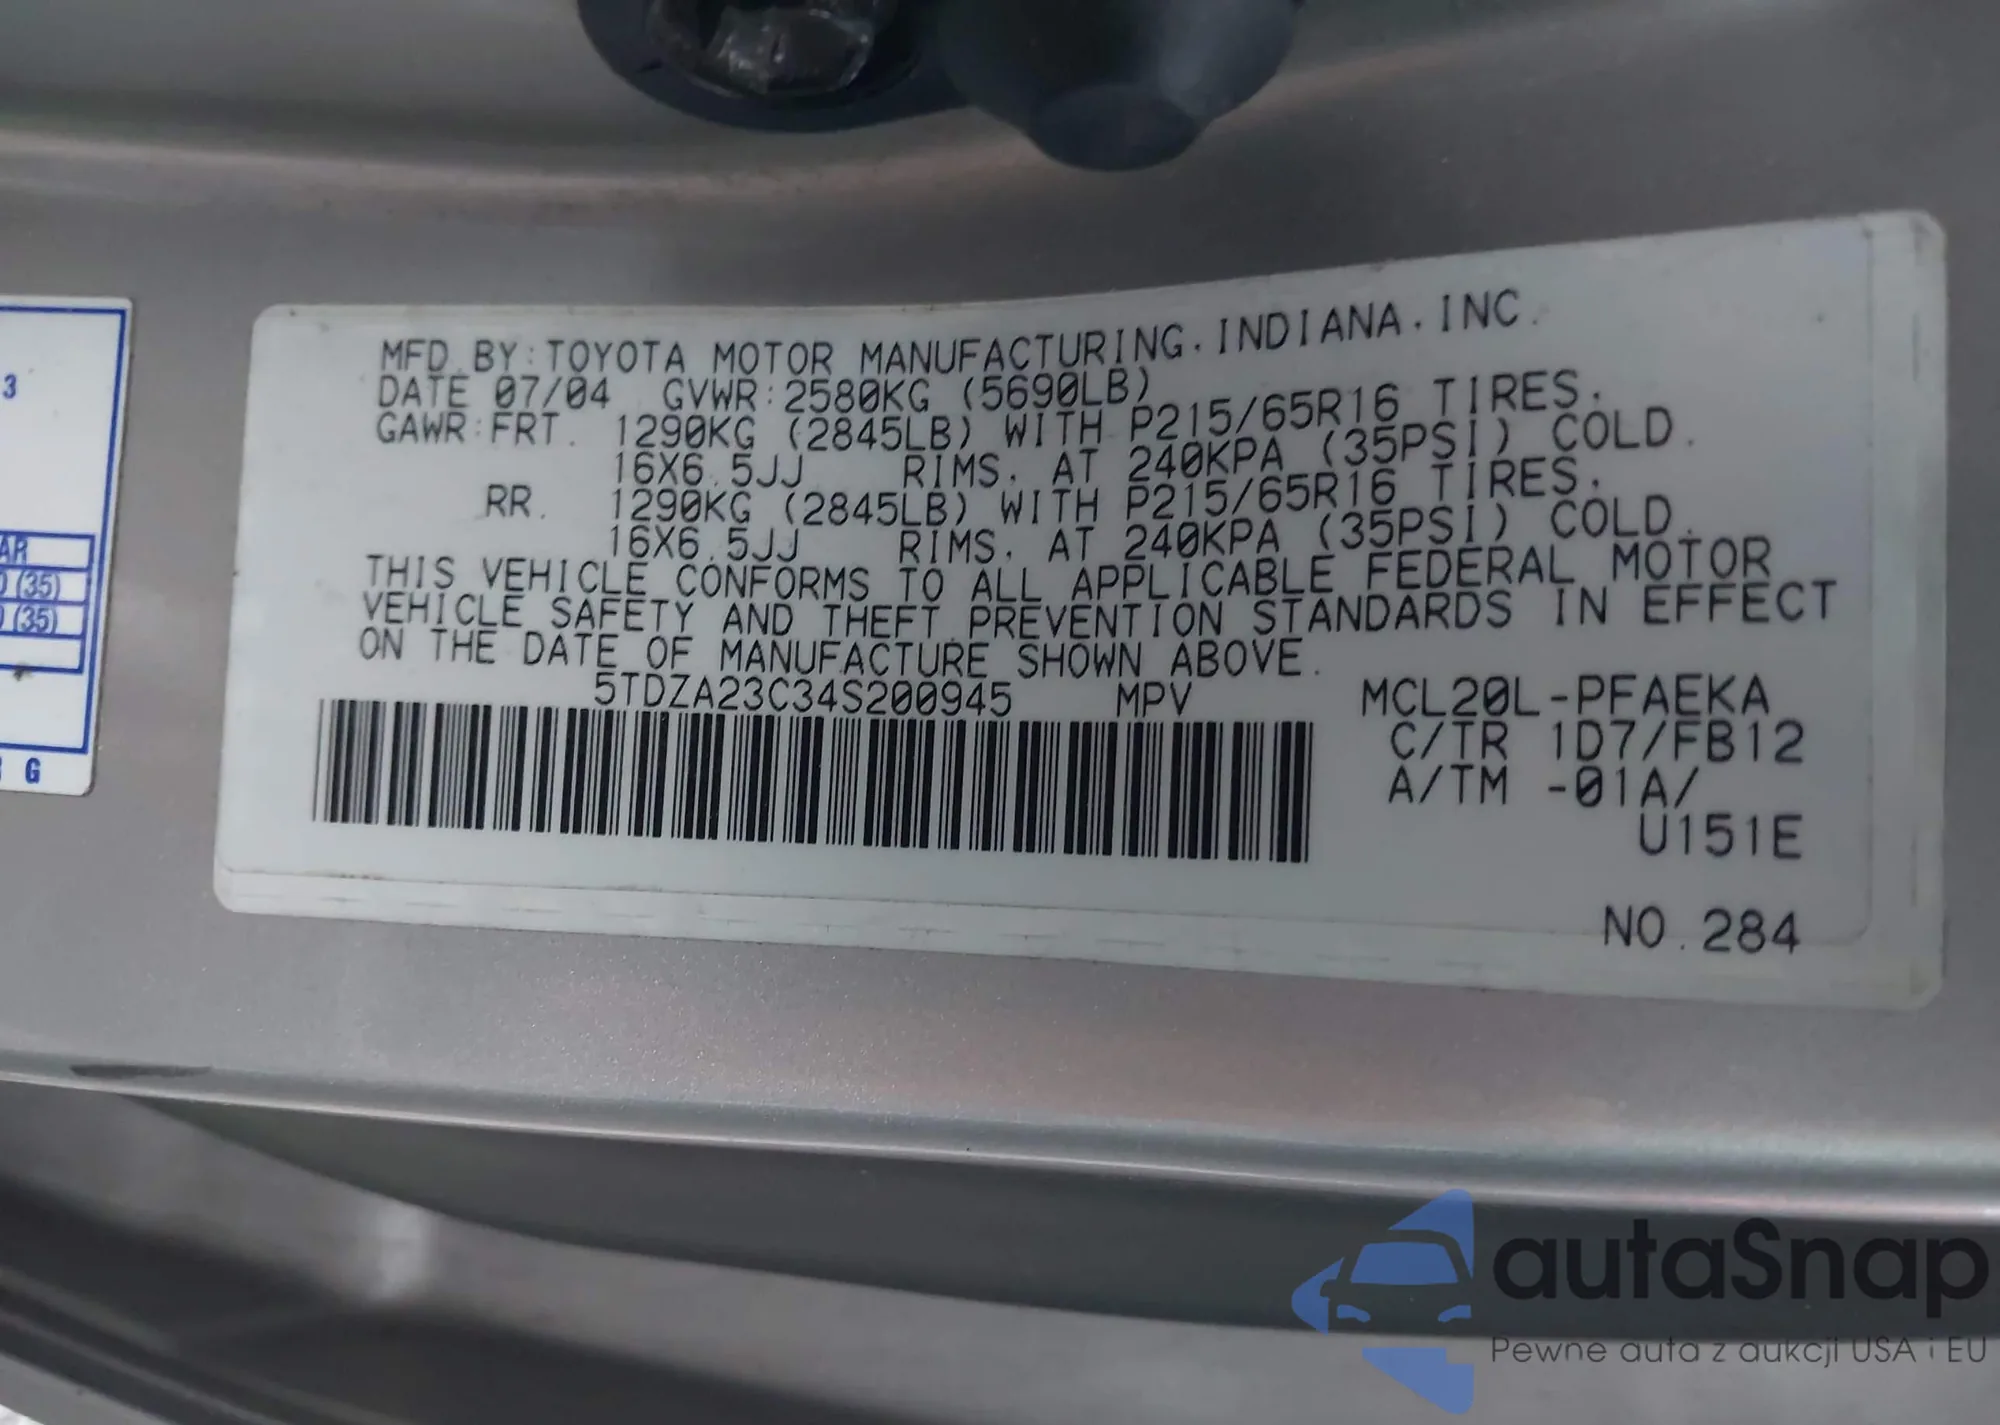 MFD.BY:TOYOTA MOTOR MANUFACTURING.INDIANA.INC.
DATE 07/04 GVWR:2580KG (5690LB)
GAWR:FRT. 1290KG (2845LB) WITH P215/65R16 TIRES.
16X6.5JJ RIMS. AT 240KPA (35PSI) COLD.
RR. 1290KG (2845LB) WITH P215/65R16 TIRES.
16X6.5JJ RIMS. AT 240KPA (35PSI) COLD.
THIS VEHICLE CONFORMS TO ALL APPLICABLE FEDERAL MOTOR
VEHICLE SAFETY AND THEFT PREVENTION STANDARDS IN EFFECT
ON THE DATE OF MANUFACTURE SHOWN ABOVE.
5TDZA23C34S200945 MPV MCL20L-PFAEKA
C/TR 1D7/FB12
A/TM -01A/
U151E
NO.284
3
(35)
(35)
G
autaSnap
Pewne auta z aukcji USA i EU